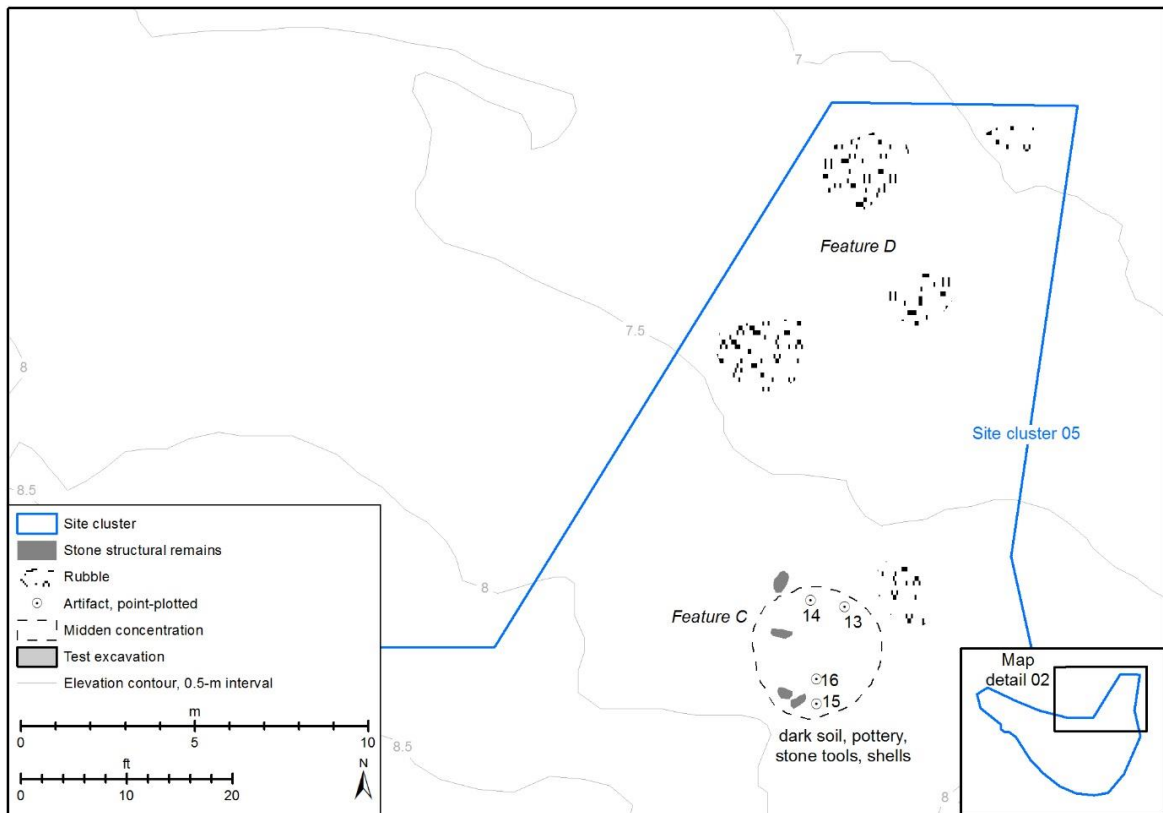 7
Feature D
7.5
8
Site cluster 05
8.5
8
Feature C
14
13
16
15
dark soil, pottery,
stone tools, shells
8.5
8
Site cluster
Stone structural remains
Rubble
Artifact, point-plotted
Midden concentration
Test excavation
Elevation contour, 0.5-m interval
m
0 5 10
ft
0 10 20
N
Map
detail 02